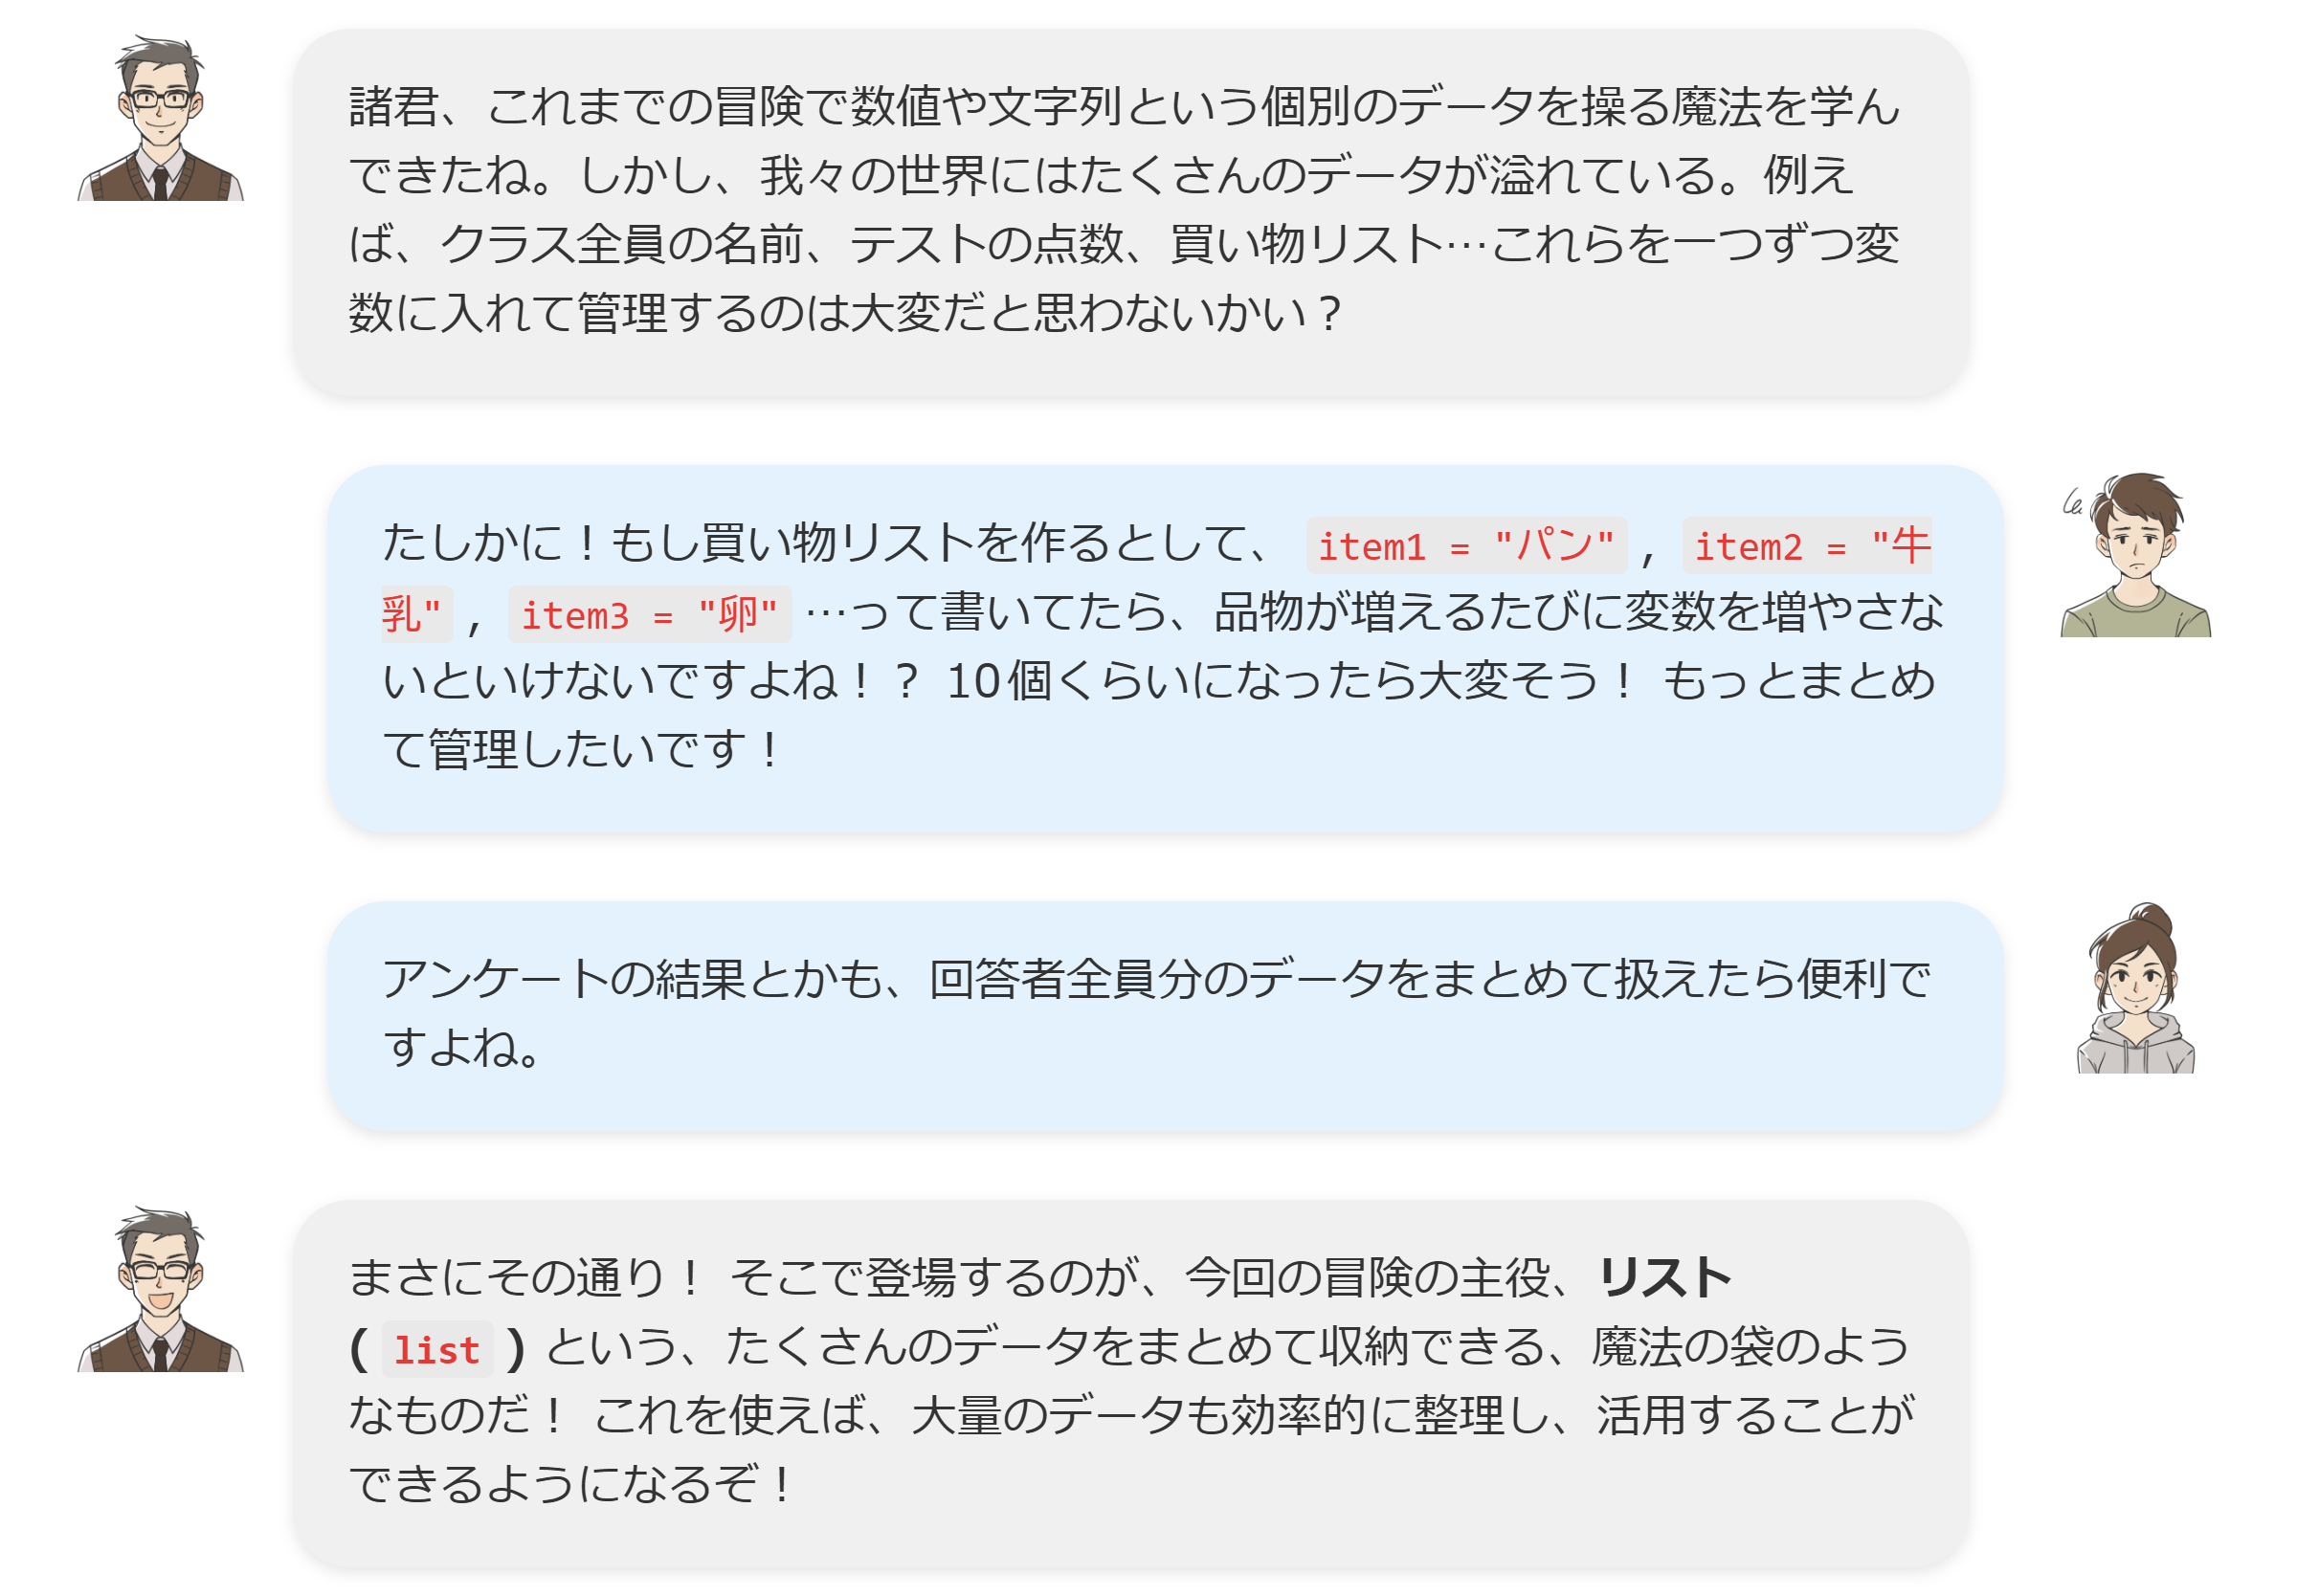 諸君、これまでの冒険で数値や文字列という個別のデータを操る魔法を学ん
できたね。しかし、我々の世界にはたくさんのデータが溢れている。例え
ば、クラス全員の名前、テストの点数、買い物リスト…これらを一つずつ変
数に入れて管理するのは大変だと思わないかい？
たしかに！もし買い物リストを作るとして、 item1 = "パン" , item2 = "牛
乳" , item3 = "卵" …って書いてたら、品物が増えるたびに変数を増やさな
いといけないですよね！？ 10個くらいになったら大変そう！ もっとまとめ
て管理したいです！
アンケートの結果とかも、回答者全員分のデータをまとめて扱えたら便利で
すよね。
まさにその通り！ そこで登場するのが、今回の冒険の主役、リスト
( list ) という、たくさんのデータをまとめて収納できる、魔法の袋のよう
なものだ！ これを使えば、大量のデータも効率的に整理し、活用することが
できるようになるぞ！